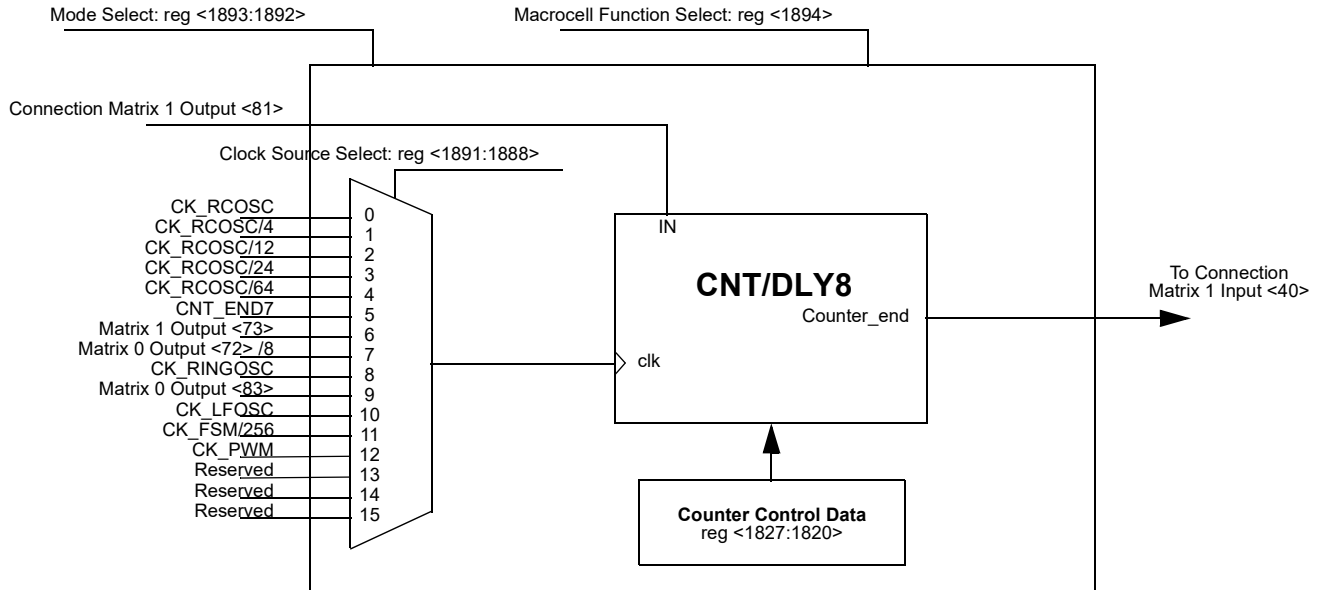 Mode Select: reg <1893:1892>
Macrocell Function Select: reg <1894>
Connection Matrix 1 Output <81>
Clock Source Select: reg <1891:1888>
CK_RCOSC
0
CK_RCOSC/4
1
CK_RCOSC/12
2
CK_RCOSC/24
3
CK_RCOSC/64
4
CNT_END7
5
Matrix 1 Output <73>
6
Matrix 0 Output <72> /8
7
CK_RINGOSC
8
Matrix 0 Output <83>
9
CK_LFOSC
10
CK_FSM/256
11
CK_PWM
12
Reserved
13
Reserved
14
Reserved
15
IN
CNT/DLY8
Counter_end
clk
To Connection
Matrix 1 Input <40>
Counter Control Data
reg <1827:1820>